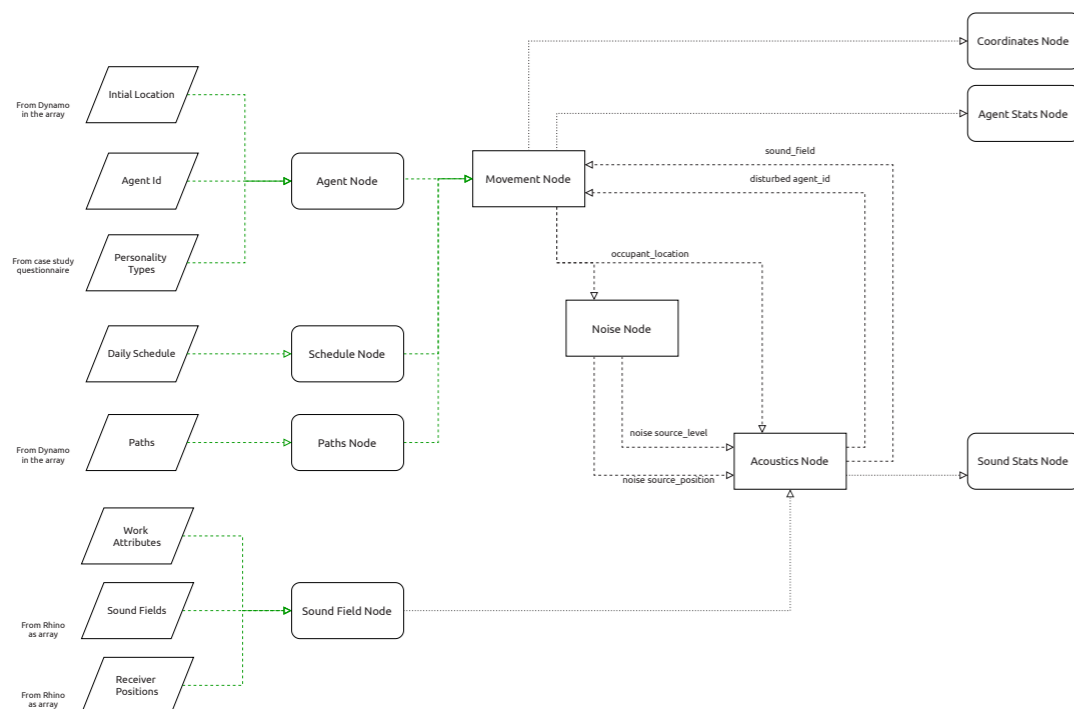 Coordinates Node
Intial Location
From Dynamo
in the array
Agent Stats Node
sound_field
Agent Id
Agent Node
Movement Node
disturbed agent_id
From case study
questionnaire
Personality
Types
occupant_location
Noise Node
Daily Schedule
Schedule Node
noise source_level
Paths
Paths Node
From Dynamo
in the array
Acoustics Node
Sound Stats Node
noise source_position
Work
Attributes
Sound Fields
Sound Field Node
From Rhino
as array
Receiver
Positions
From Rhino
as array